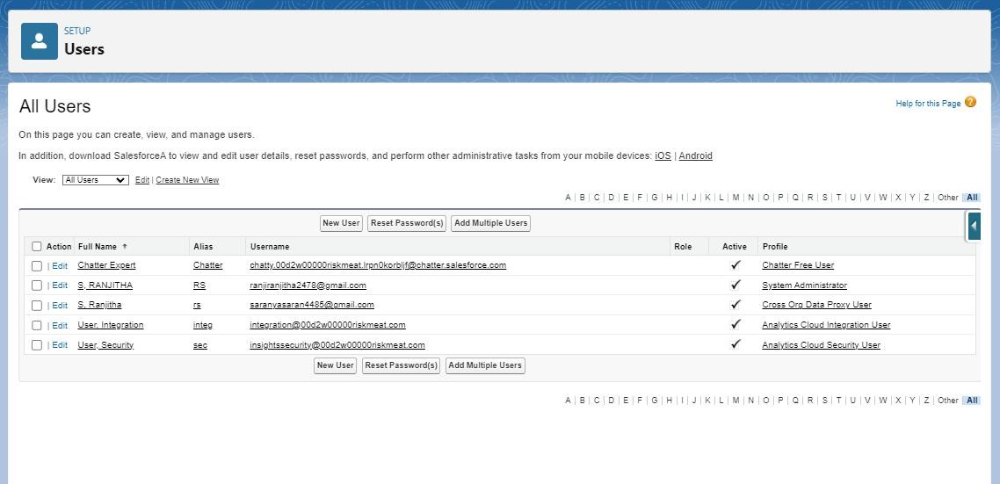 SETUP
Users
All Users
Help for this Page ?
On this page you can create, view, and manage users.
In addition, download SalesforceA to view and edit user details, reset passwords, and perform other administrative tasks from your mobile devices: iOS | Android
View: All Users Edit | Create New View
A | B | C | D | E | F | G | H | I | J | K | L | M | N | O | P | Q | R | S | T | U | V | W | X | Y | Z | Other | All
New User Reset Password(s) Add Multiple Users
Action Full Name ↑ Alias Username Role Active Profile
| Edit Chatter Expert Chatter chatty.00d2w00000riskmeat.lrpn0korbljf@chatter.salesforce.com ✓ Chatter Free User
| Edit S, RANJITHA RS ranjiranjitha2478@gmail.com ✓ System Administrator
| Edit S, Ranjitha rs saranyasaran4485@gmail.com ✓ Cross Org Data Proxy User
| Edit User, Integration integ integration@00d2w00000riskmeat.com ✓ Analytics Cloud Integration User
| Edit User, Security sec insightssecurity@00d2w00000riskmeat.com ✓ Analytics Cloud Security User
New User Reset Password(s) Add Multiple Users
A | B | C | D | E | F | G | H | I | J | K | L | M | N | O | P | Q | R | S | T | U | V | W | X | Y | Z | Other | All